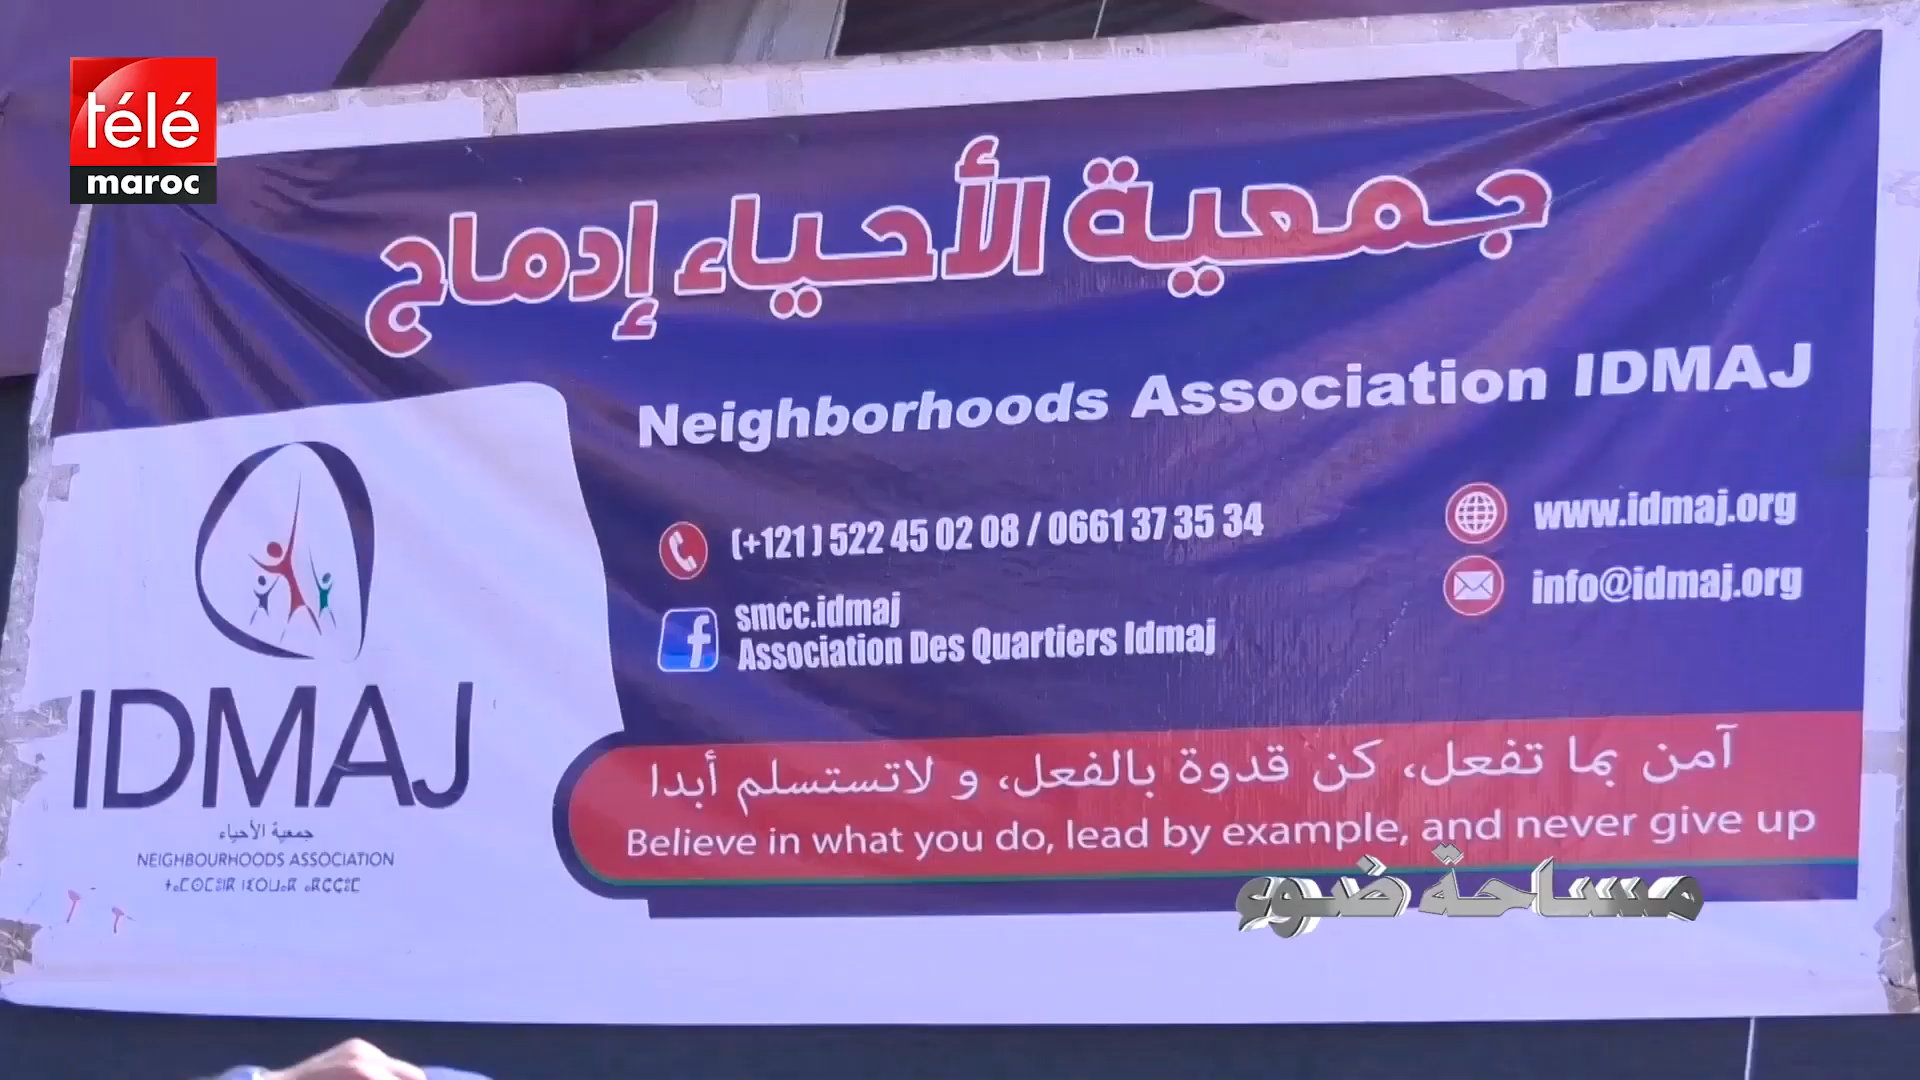 télé
maroc
جمعية الأحياء إدماج
Neighborhoods Association IDMAJ
(+121) 522 45 02 08 / 0661 37 35 34
www.idmaj.org
smcc.idmaj
info@idmaj.org
Association Des Quartiers Idmaj
IDMAJ
جمعية الأحياء
NEIGHBOURHOODS ASSOCIATION
آمن بما تفعل، كن قدوة بالفعل، و لاتستسلم أبدا
Believe in what you do, lead by example, and never give up
مساحة ضوء